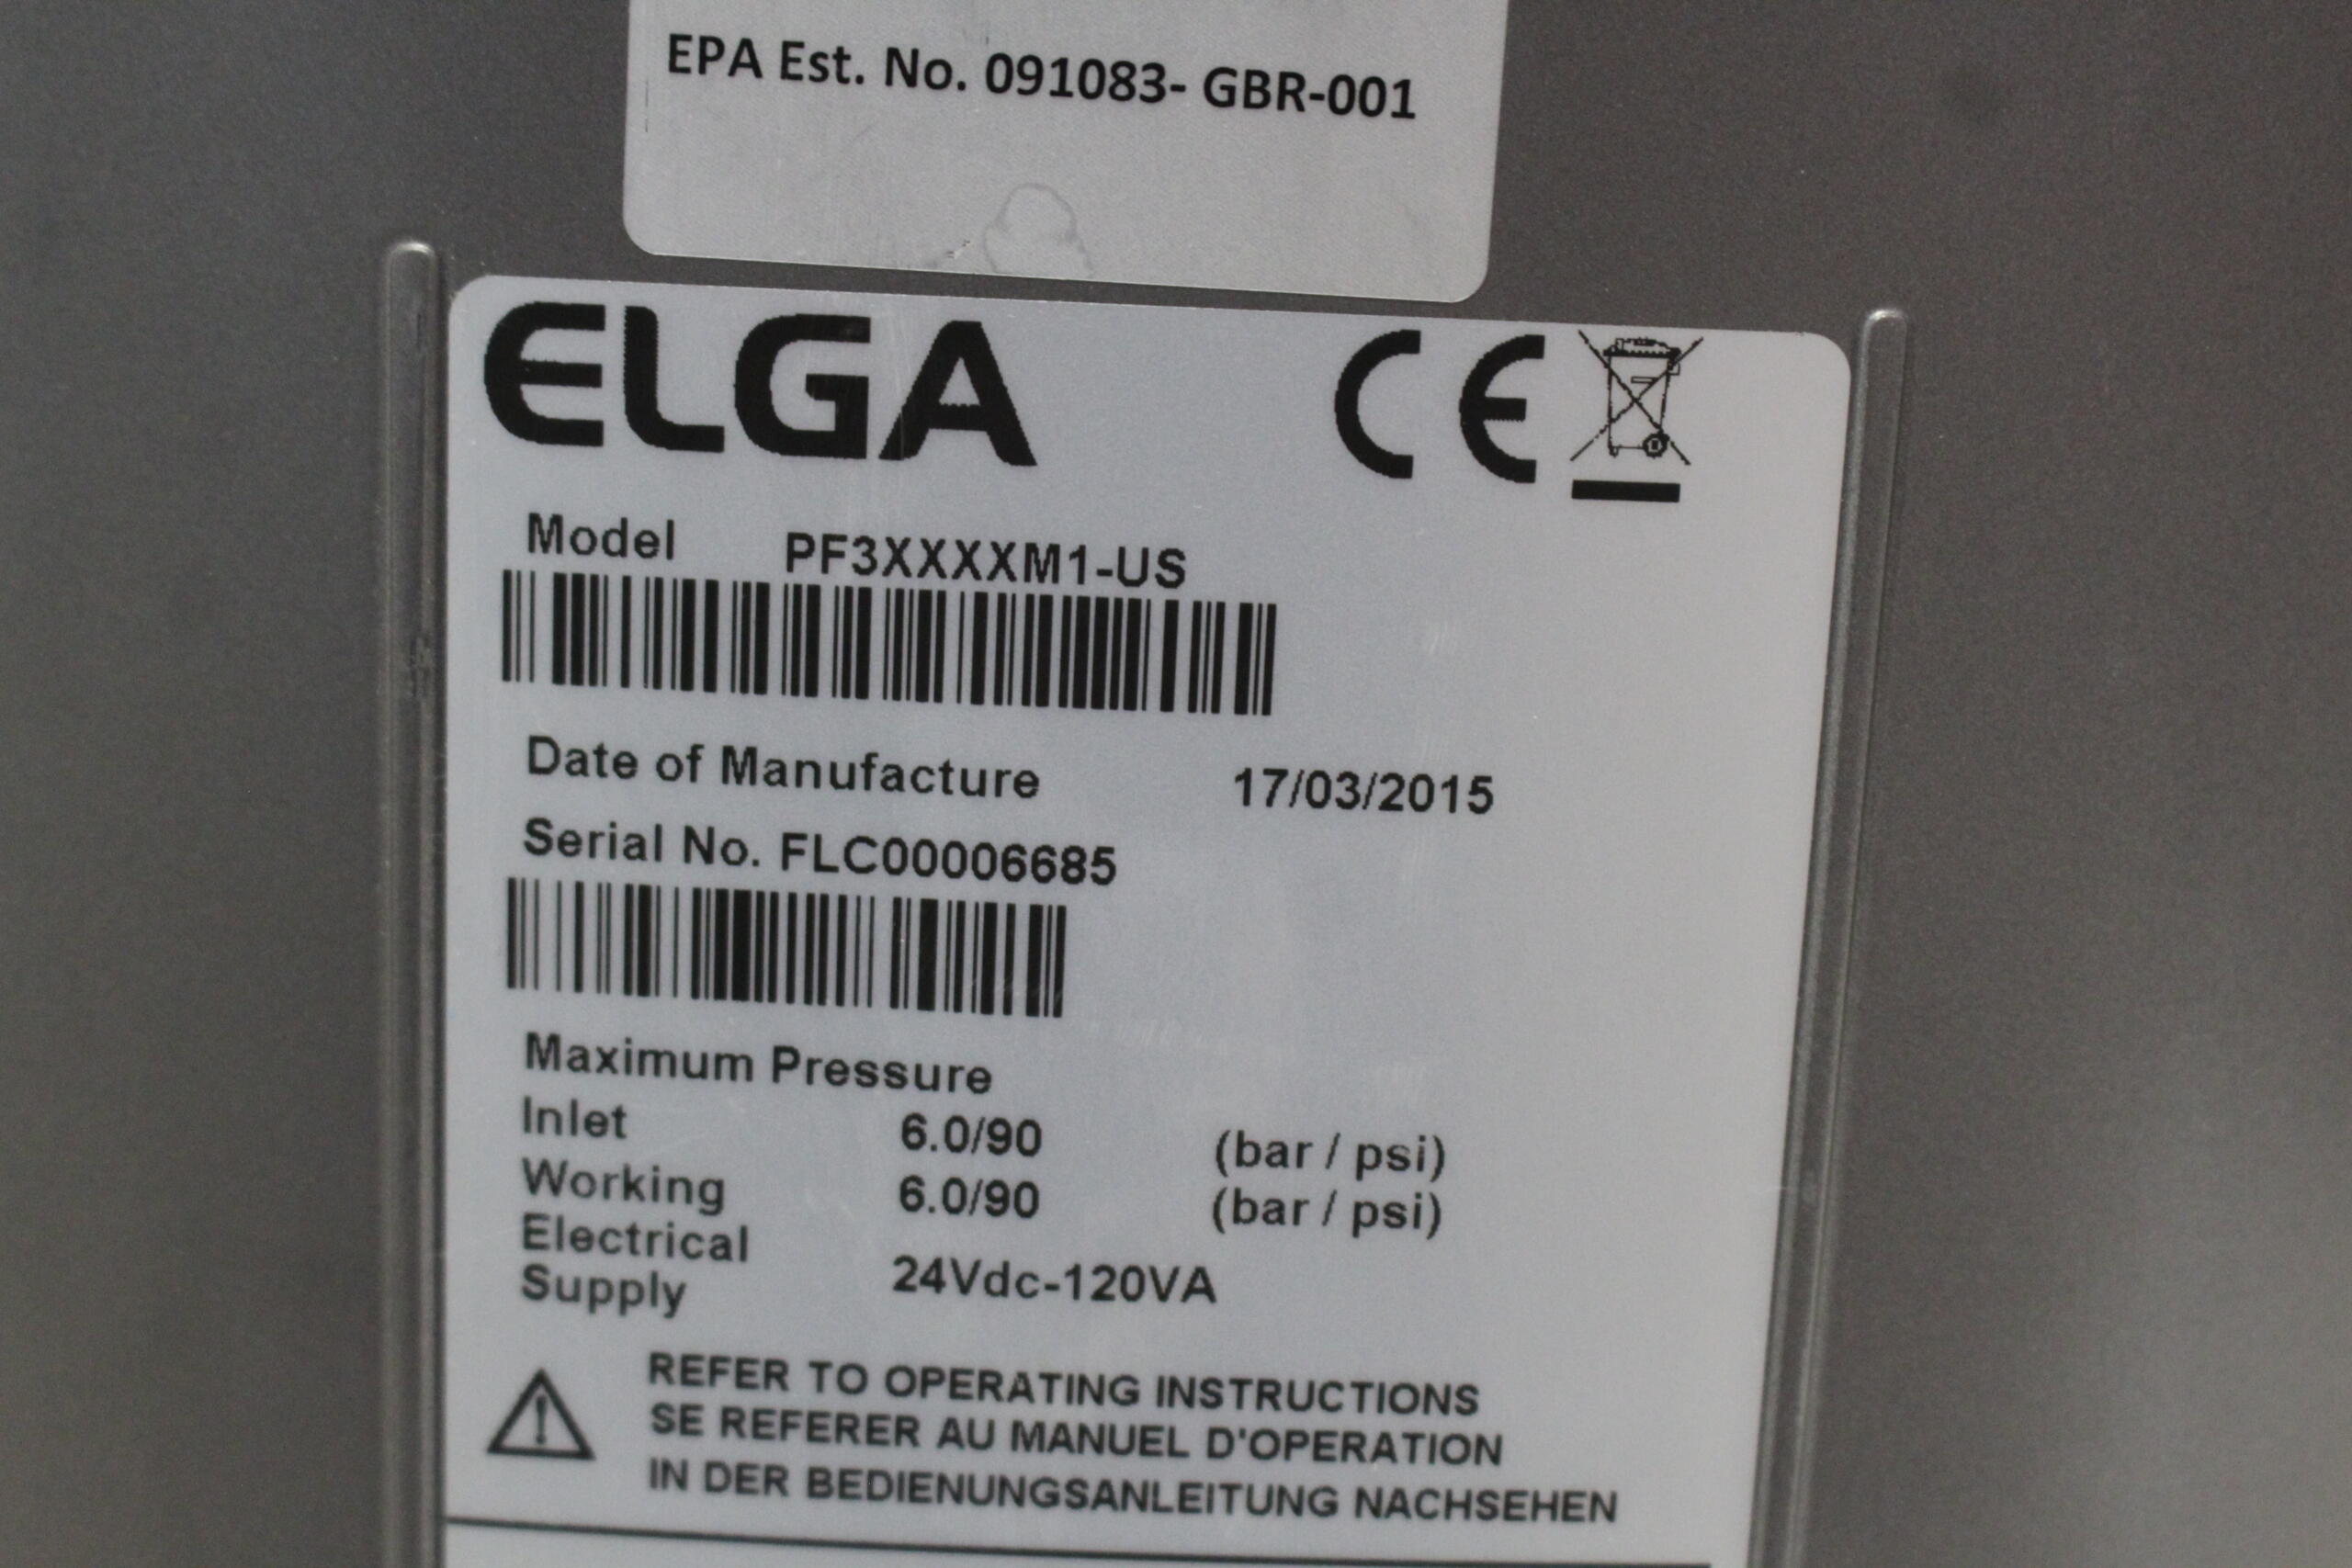 EPA Est. No. 091083- GBR-001
ELGA CE
Model PF3XXXXM1-US
Date of Manufacture 17/03/2015
Serial No. FLC00006685
Maximum Pressure
Inlet 6.0/90 (bar / psi)
Working 6.0/90 (bar / psi)
Electrical
Supply 24Vdc-120VA
REFER TO OPERATING INSTRUCTIONS
SE REFERER AU MANUEL D'OPERATION
IN DER BEDIENUNGSANLEITUNG NACHSEHEN